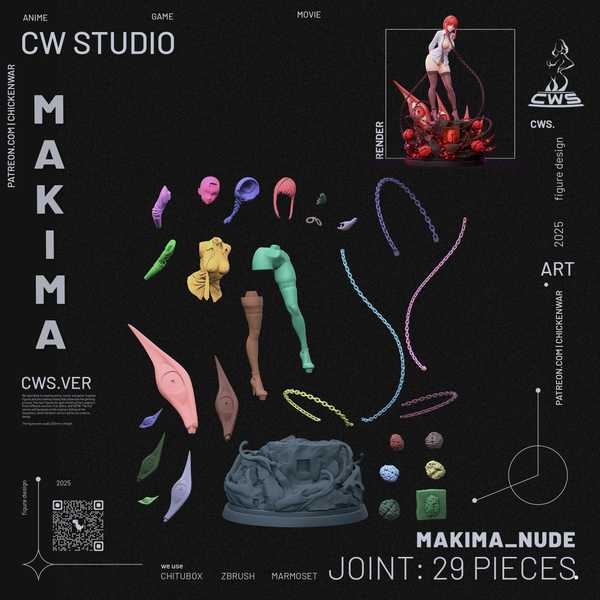 ANIME
GAME
MOVIE
CW STUDIO
PATREON.COM | CHICKENWAR
MAKIMA
CWS.VER
RENDER
CWS
CWS.
figure design
2025
ART
PATREON.COM | CHICKENWAR
figure design
2025
we use
CHITUBOX
ZBRUSH
MARMOSET
MAKIMA_NUDE
JOINT: 29 PIECES.